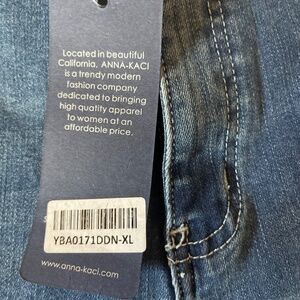 Located in beautiful
California, ANNA-KACI
is a trendy modern
fashion company
dedicated to bringing
high quality apparel
to women at an
affordable price.
YBA0171DDN-XL
www.anna-kaci.com